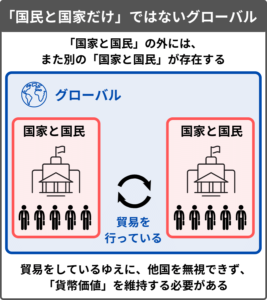 「国民と国家だけ」ではないグローバル
「国家と国民」の外には、
また別の「国家と国民」が存在する
グローバル
国家と国民
国家と国民
貿易を
行っている
貿易をしているゆえに、他国を無視できず、
「貨幣価値」を維持する必要がある